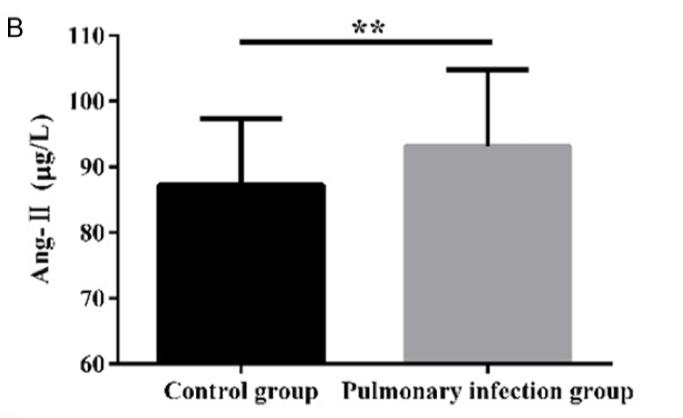 B
**
110
100
90
80
70
60
Ang-Ⅱ (μg/L)
Control group
Pulmonary infection group